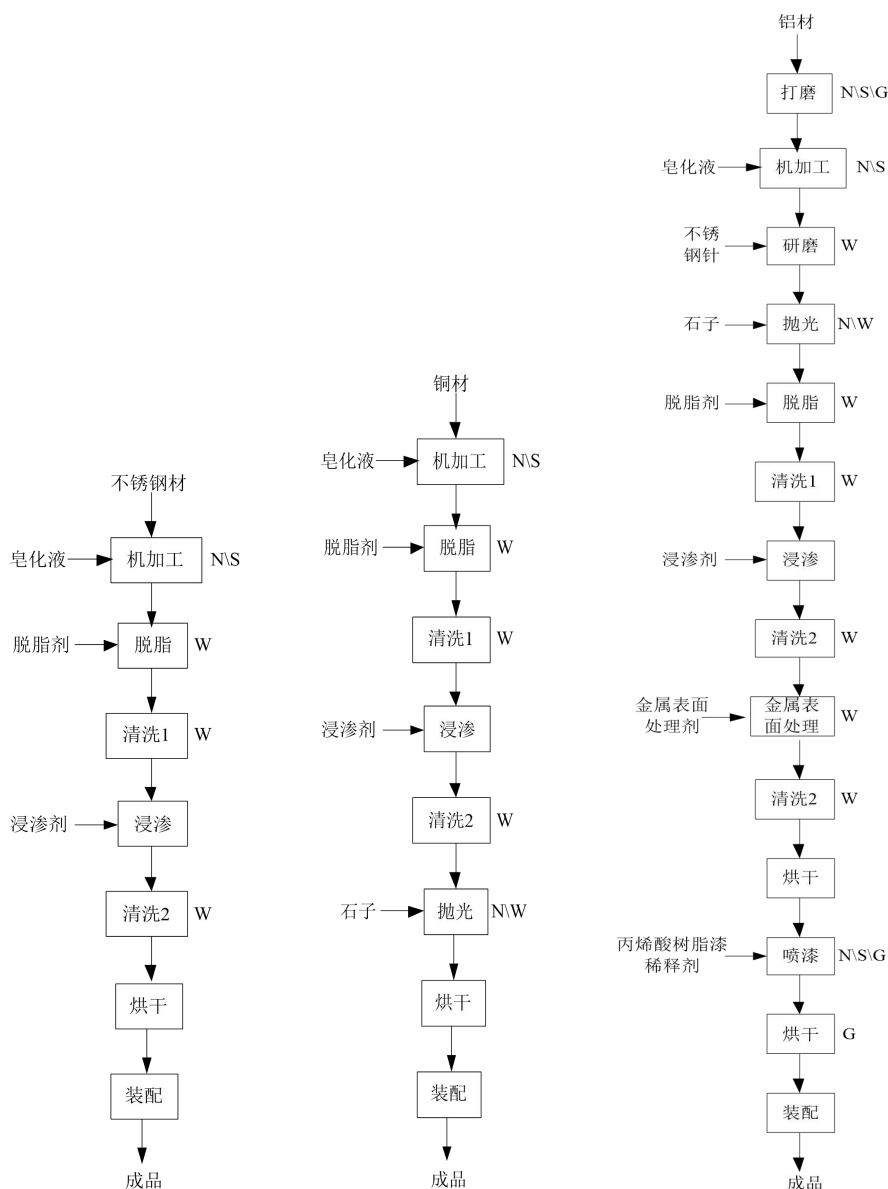 不锈钢材
皂化液
机加工
N\S
脱脂剂
脱脂
W
清洗1
W
浸渗剂
浸渗
清洗2
W
烘干
装配
成品
铜材
皂化液
机加工
N\S
脱脂剂
脱脂
W
清洗1
W
浸渗剂
浸渗
清洗2
W
石子
抛光
N\W
烘干
装配
成品
铝材
打磨
N\S\G
皂化液
机加工
N\S
不锈
钢针
研磨
W
石子
抛光
N\W
脱脂剂
脱脂
W
清洗1
W
浸渗剂
浸渗
清洗2
W
金属表面
处理剂
金属表
面处理
W
清洗2
W
烘干
丙烯酸树脂漆
稀释剂
喷漆
N\S\G
烘干
G
装配
成品